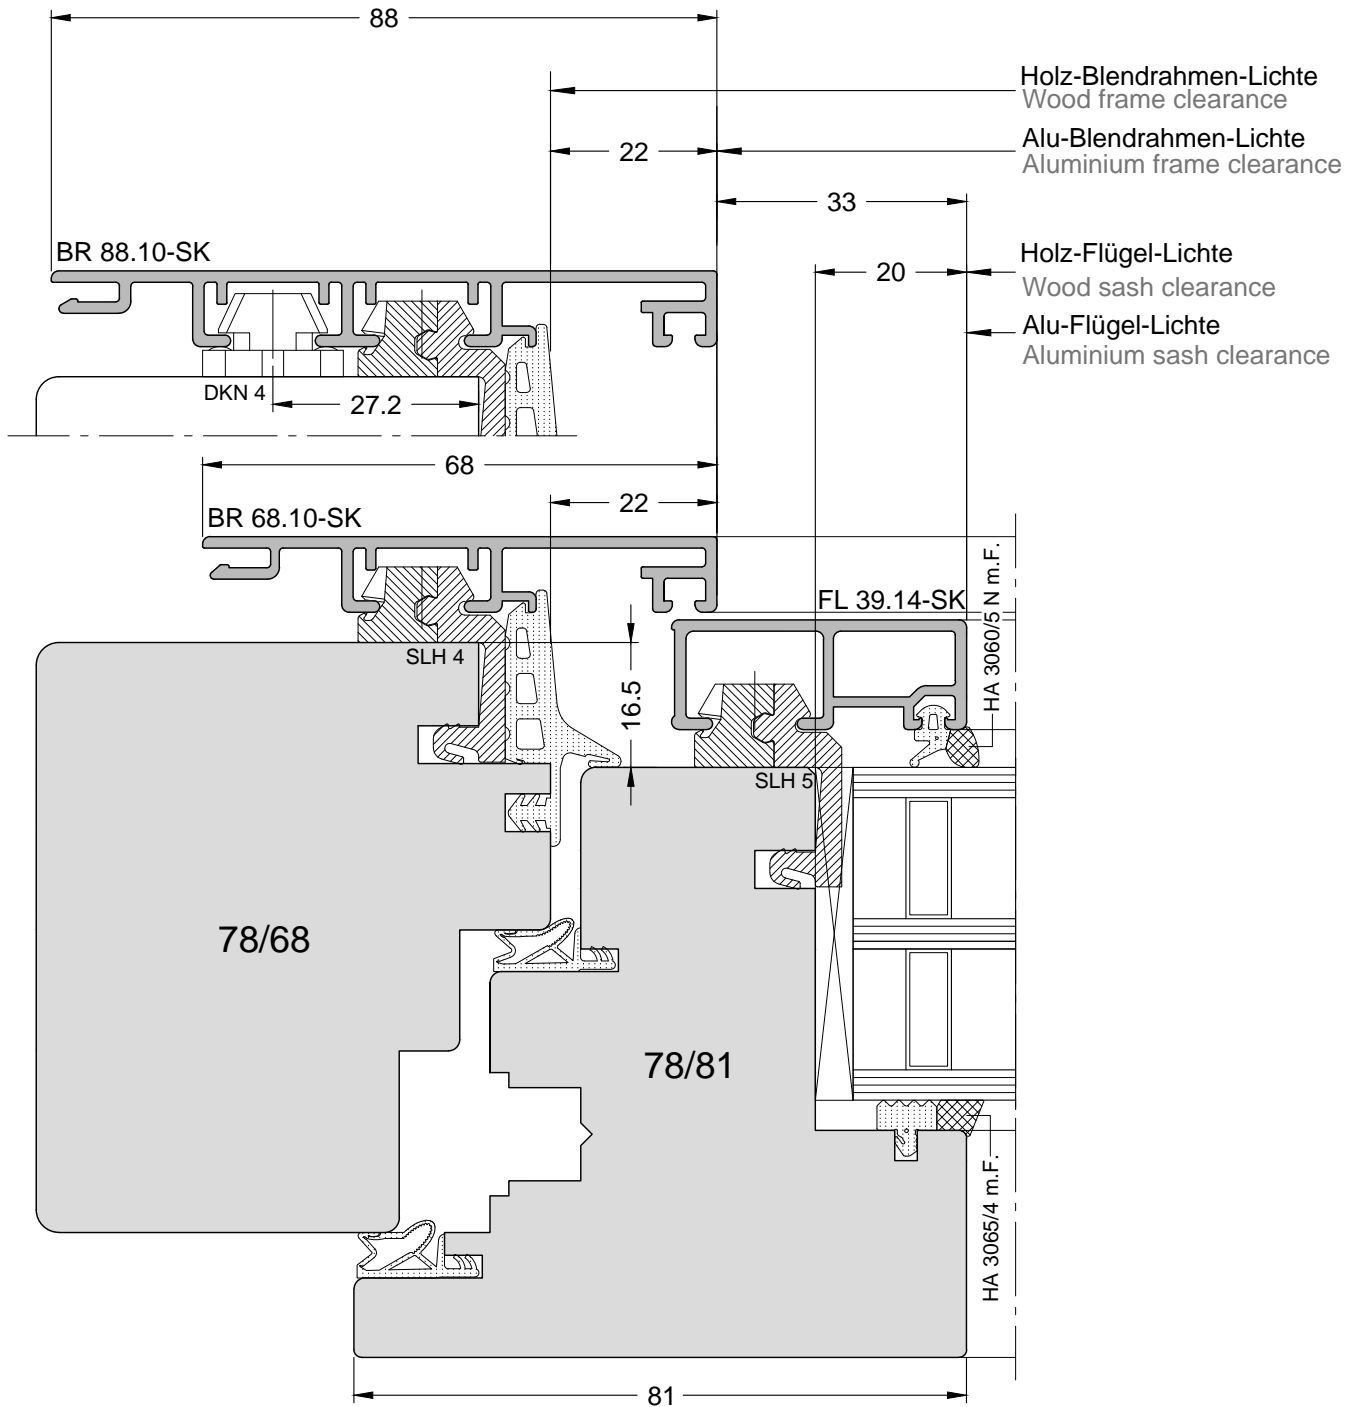 88
Holz-Blendrahmen-Lichte
Wood frame clearance
22
Alu-Blendrahmen-Lichte
Aluminium frame clearance
33
BR 88.10-SK
Holz-Flügel-Lichte
20
Wood sash clearance
Alu-Flügel-Lichte
Aluminium sash clearance
DKN 4
27.2
68
22
BR 68.10-SK
HA 3060/5 N m.F.
FL 39.14-SK
SLH 4
16.5
SLH 5
78/68
78/81
HA 3065/4 m.F.
81